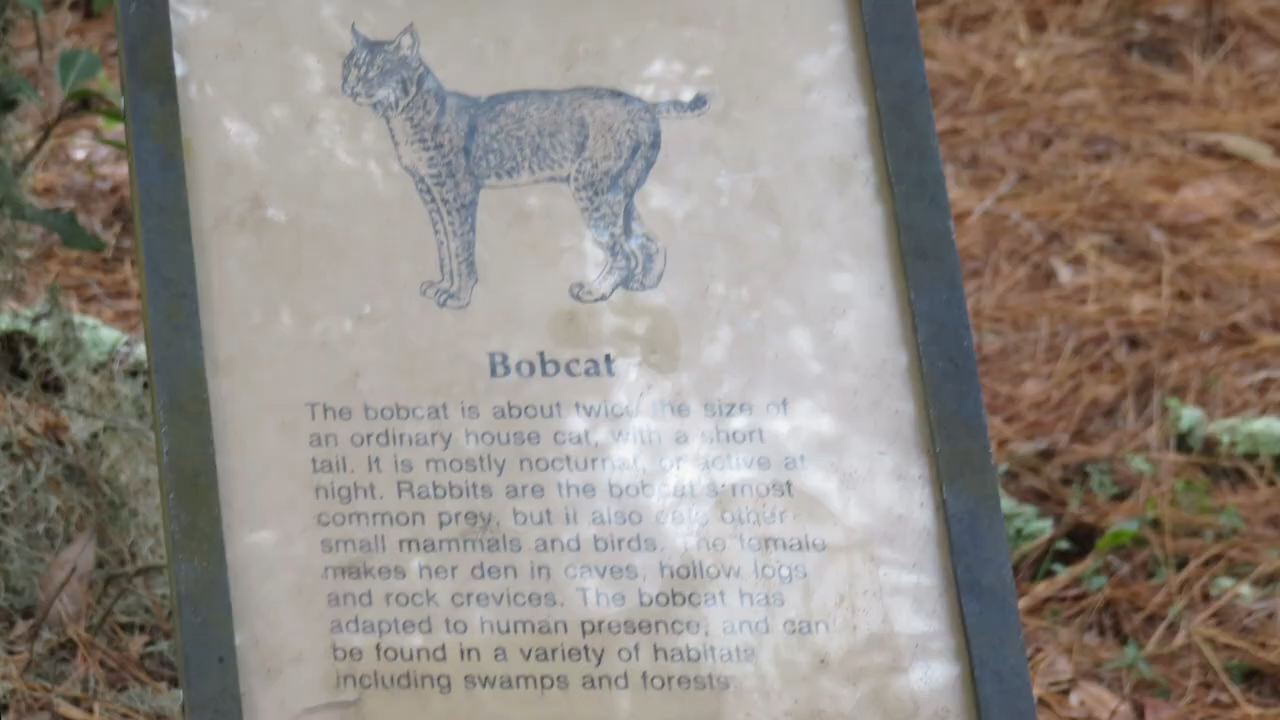 Bobcat
The bobcat is about twice the size of
an ordinary house cat, with a short
tail. It is mostly nocturnal, or active at
night. Rabbits are the bobcat's most
common prey, but it also eats other
small mammals and birds. The female
makes her den in caves, hollow logs
and rock crevices. The bobcat has
adapted to human presence, and can
be found in a variety of habitats
including swamps and forests.